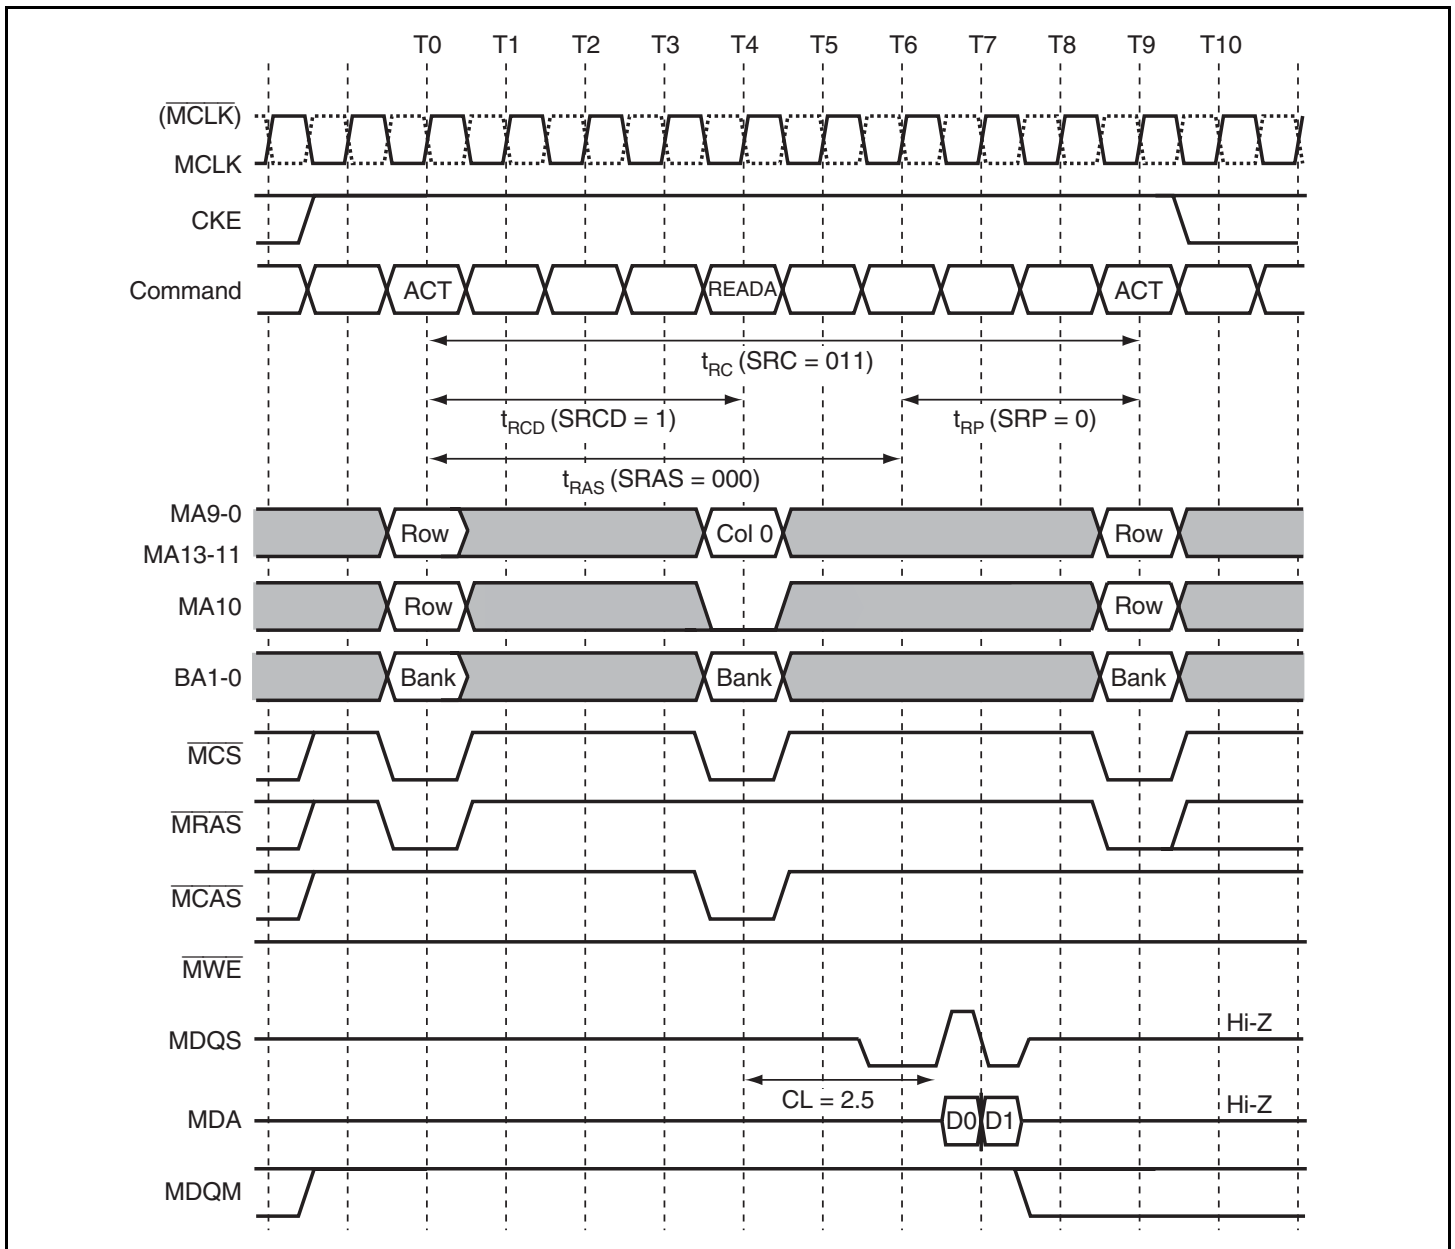 T0 T1 T2 T3 T4 T5 T6 T7 T8 T9 T10
(MCLK)
MCLK
CKE
Command ACT READA ACT
tRC (SRC = 011)
tRCD (SRCD = 1) tRP (SRP = 0)
tRAS (SRAS = 000)
MA9-0
MA13-11
Row Col 0 Row
MA10 Row Row
BA1-0 Bank Bank Bank
MCS
MRAS
MCAS
MWE
MDQS Hi-Z
CL = 2.5
MDA D0 D1 Hi-Z
MDQM